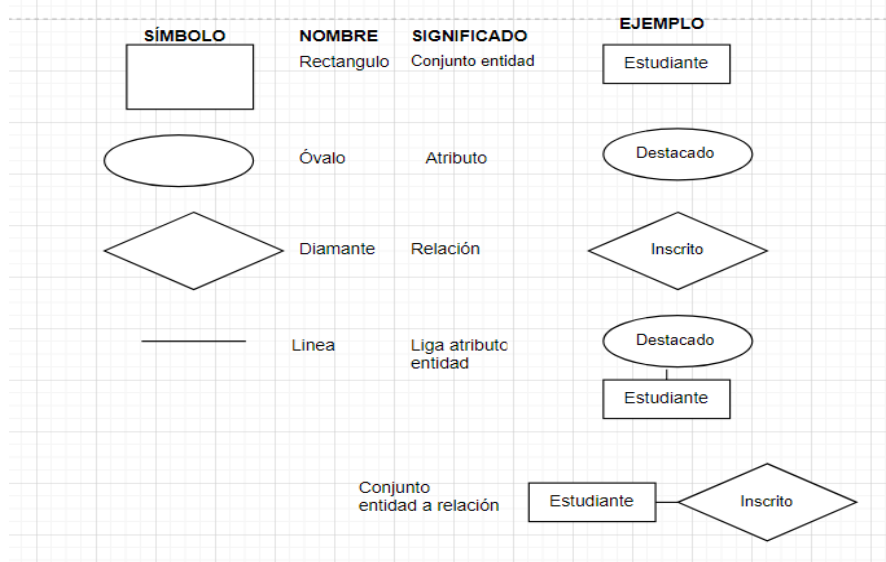 SÍMBOLO NOMBRE SIGNIFICADO EJEMPLO
Rectangulo Conjunto entidad Estudiante
Óvalo Atributo Destacado
Diamante Relación Inscrito
Linea Liga atributo Destacado
entidad
Estudiante
Conjunto
entidad a relación Estudiante Inscrito